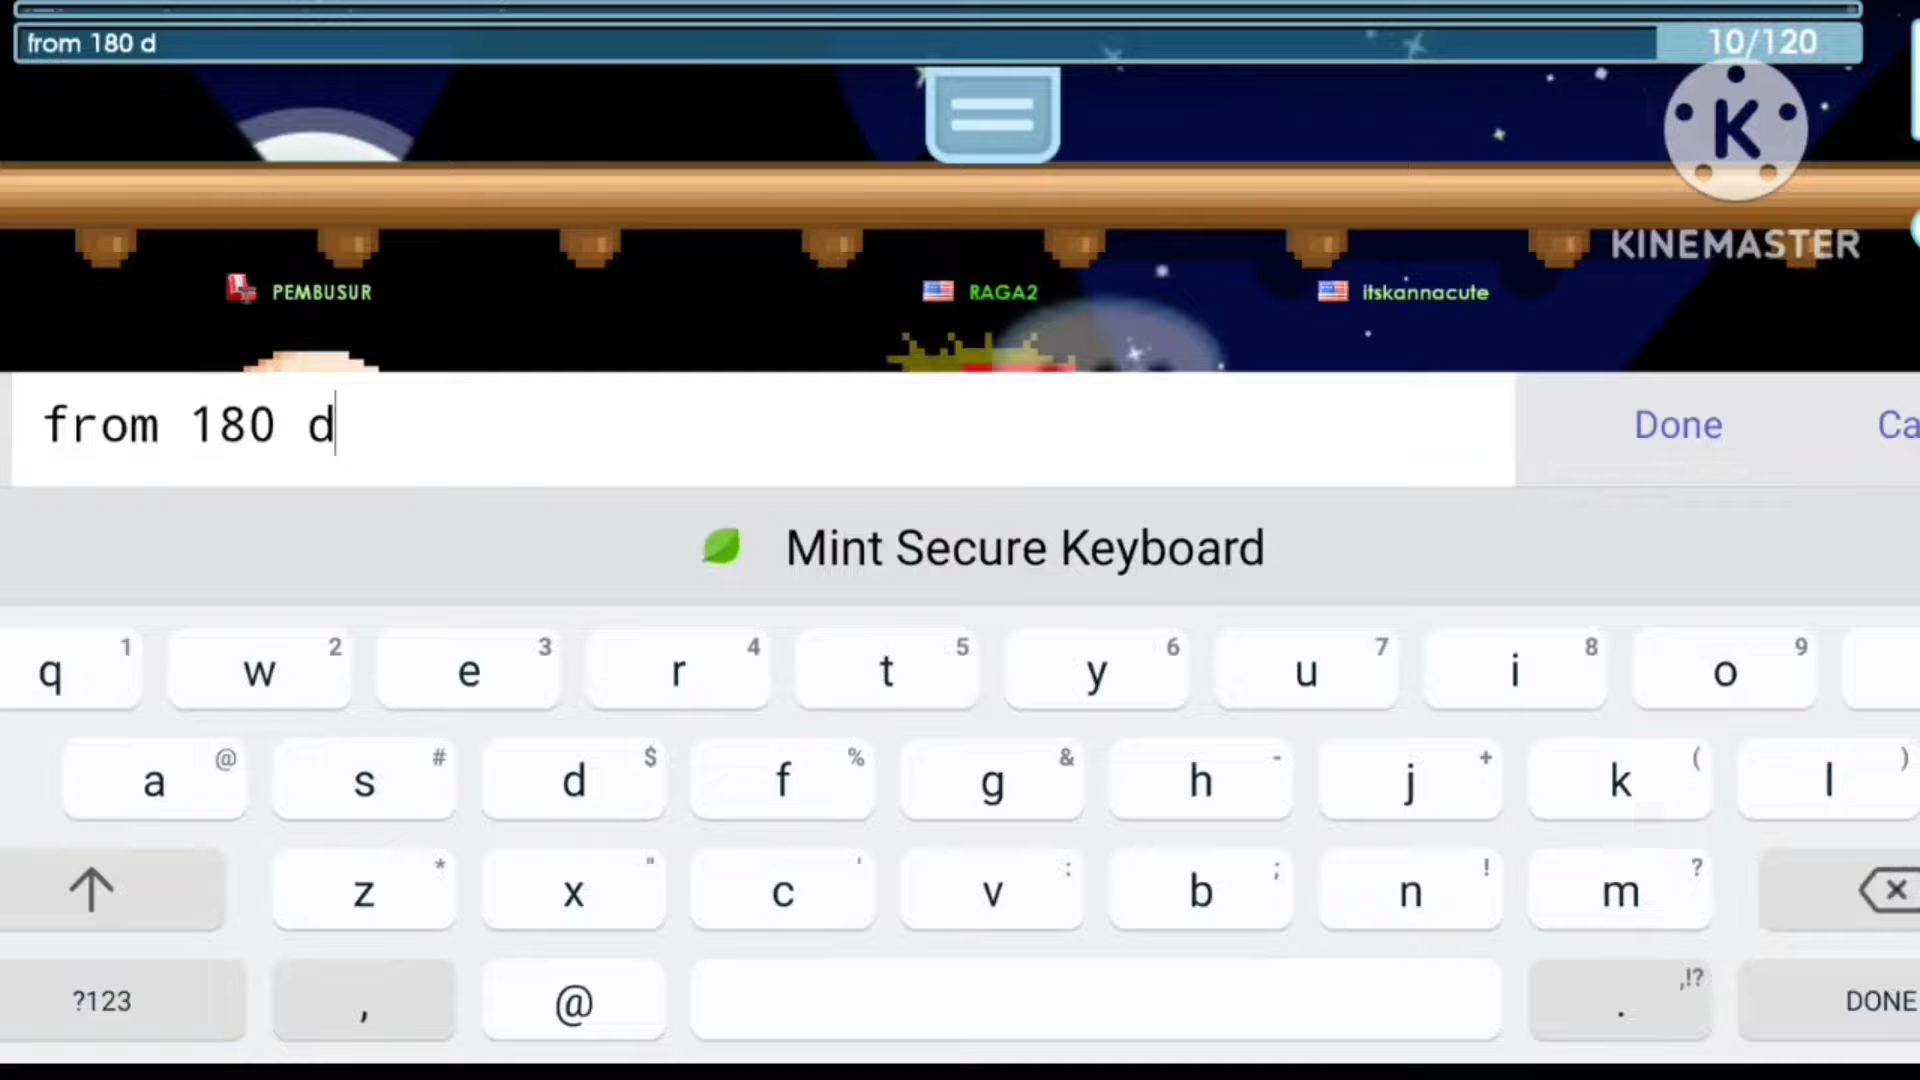 from 180 d
10/120
K
KINEMASTER
PEMBUSUR
RAGA2
itskannacute
from 180 d
Done
Ca
Mint Secure Keyboard
q 1 w 2 e 3 r 4 t 5 y 6 u 7 i 8 o 9
a @ s # d $ f % g & h - j + k ( l )
z * x " c ' v : b ; n ! m ?
?123 , @ . ,!? DONE